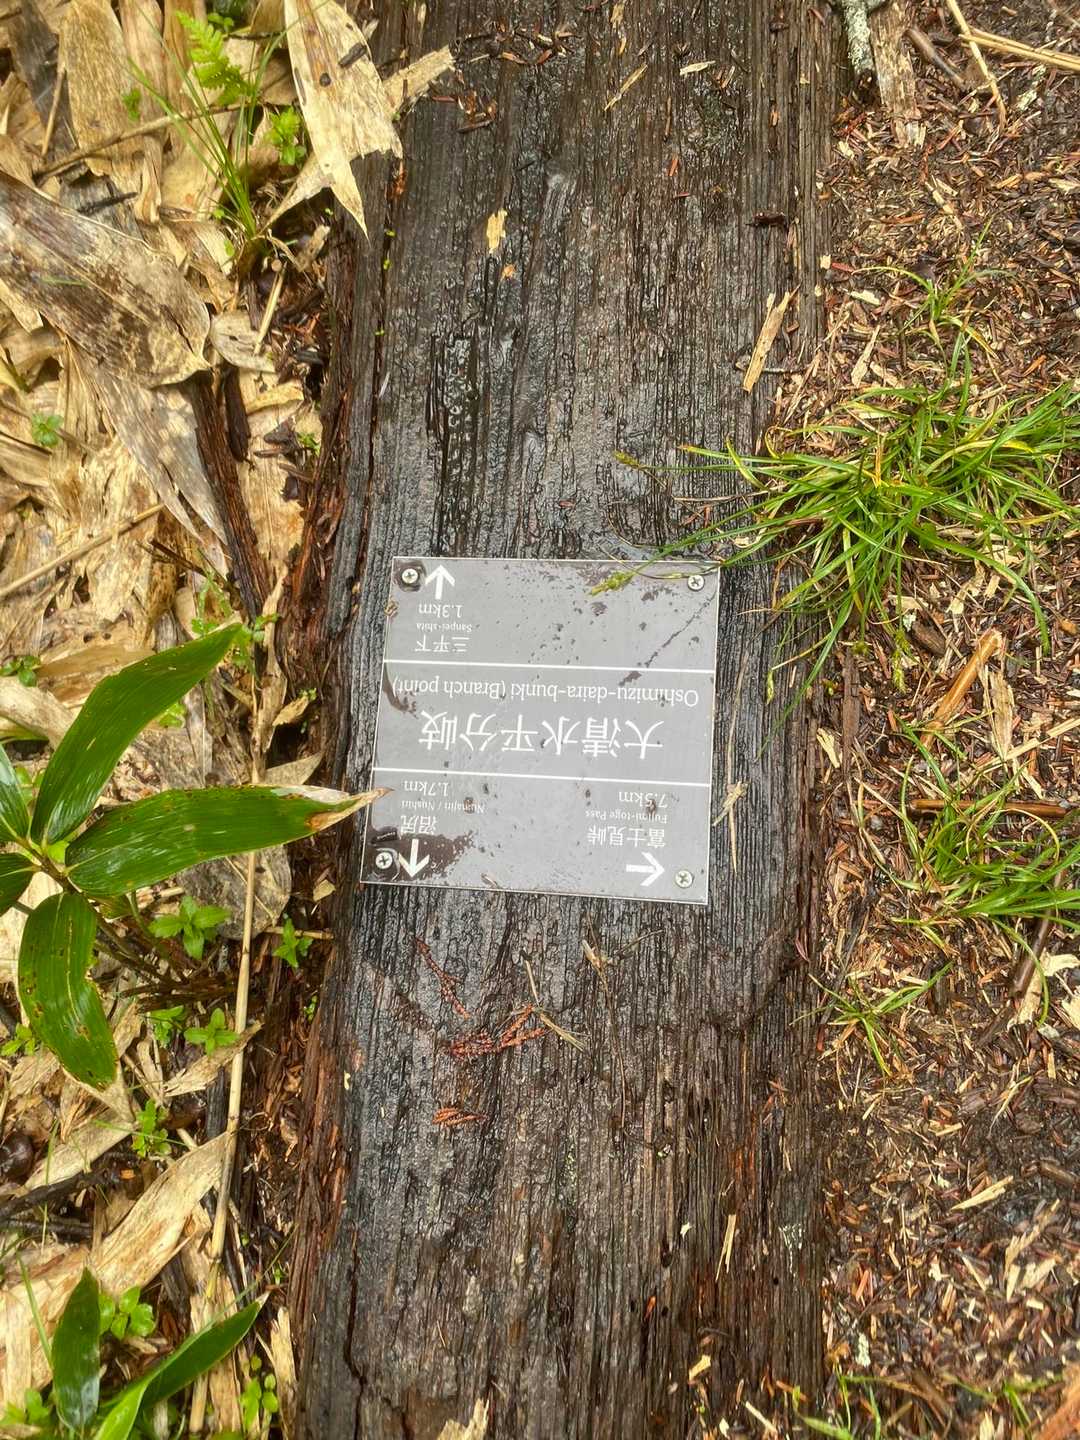 富士見峠
Fujimi-toge Pass
7.5km
沼尻
Numajiri / Nushiri
1.7km
大清水平分岐
Oshimizu-daira-bunki (Branch point)
三平下
Sanpei-shita
1.3km